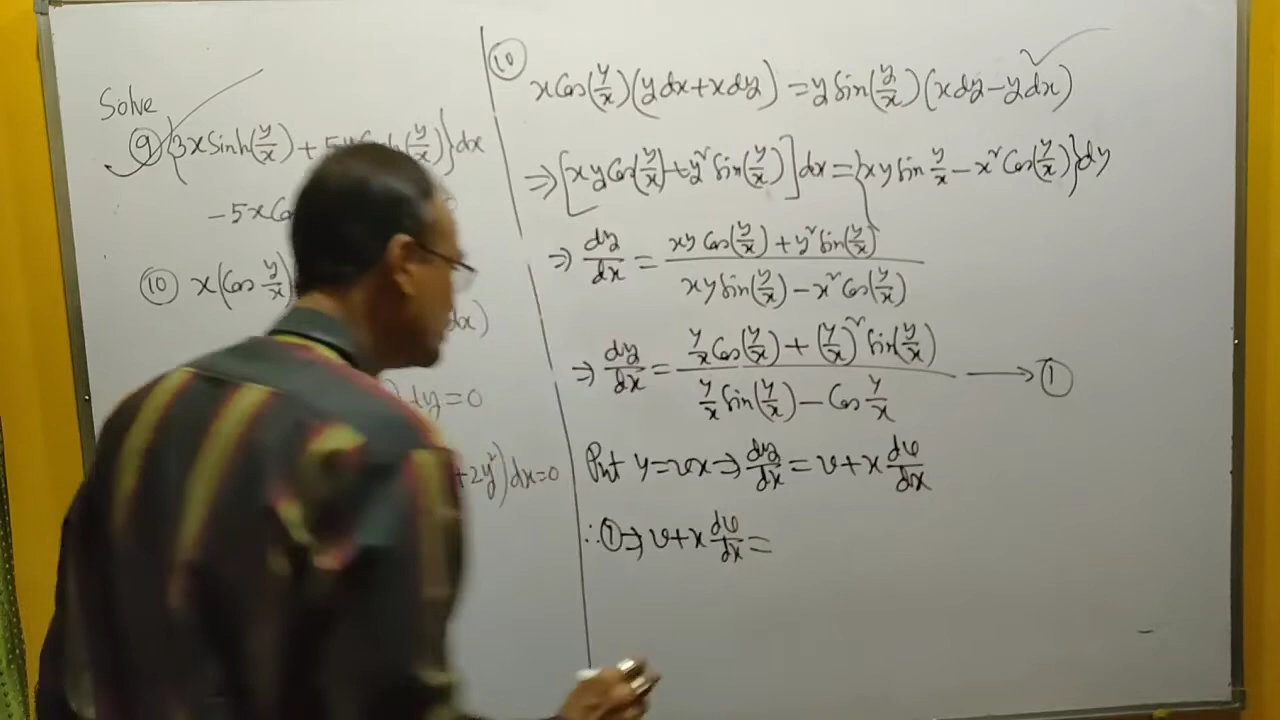 Solve
⑨ {3x Sinh(y/x) + 5y }dx
-5x
⑩ x(Cos y/x)
dx)
dy=0
+2y²)dx=0
⑩ x Cos(y/x)(y dx+x dy) = y Sin(y/x)(x dy-y dx)
⇒ [xy Cos(y/x)+y² Sin(y/x)]dx = {xy Sin y/x - x² Cos(y/x)}dy
⇒ dy/dx = (xy Cos(y/x)+y² Sin(y/x))/(xy Sin(y/x) - x² Cos(y/x))
⇒ dy/dx = (y/x Cos(y/x) + (y/x)² Sin(y/x))/(y/x Sin(y/x) - Cos y/x) → ①
Put y=vx ⇒ dy/dx = v+x dv/dx
∴ ① ⇒ v+x dv/dx =